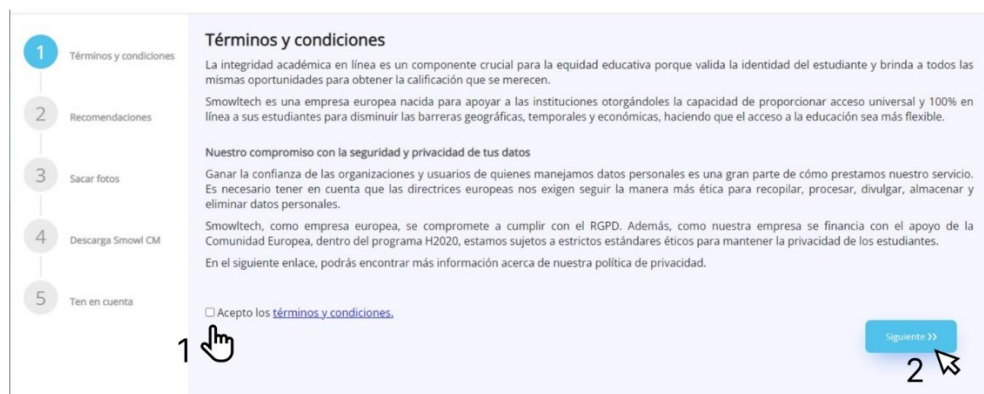 1 Términos y condiciones
2 Recomendaciones
3 Sacar fotos
4 Descarga Smowl CM
5 Ten en cuenta
Términos y condiciones
La integridad académica en línea es un componente crucial para la equidad educativa porque valida la identidad del estudiante y brinda a todos las
mismas oportunidades para obtener la calificación que se merecen.
Smowltech es una empresa europea nacida para apoyar a las instituciones otorgándoles la capacidad de proporcionar acceso universal y 100% en
línea a sus estudiantes para disminuir las barreras geográficas, temporales y económicas, haciendo que el acceso a la educación sea más flexible.
Nuestro compromiso con la seguridad y privacidad de tus datos
Ganar la confianza de las organizaciones y usuarios de quienes manejamos datos personales es una gran parte de cómo prestamos nuestro servicio.
Es necesario tener en cuenta que las directrices europeas nos exigen seguir la manera más ética para recopilar, procesar, divulgar, almacenar y
eliminar datos personales.
Smowltech, como empresa europea, se compromete a cumplir con el RGPD. Además, como nuestra empresa se financia con el apoyo de la
Comunidad Europea, dentro del programa H2020, estamos sujetos a estrictos estándares éticos para mantener la privacidad de los estudiantes.
En el siguiente enlace, podrás encontrar más información acerca de nuestra política de privacidad.
Acepto los términos y condiciones.
1
Siguiente »
2